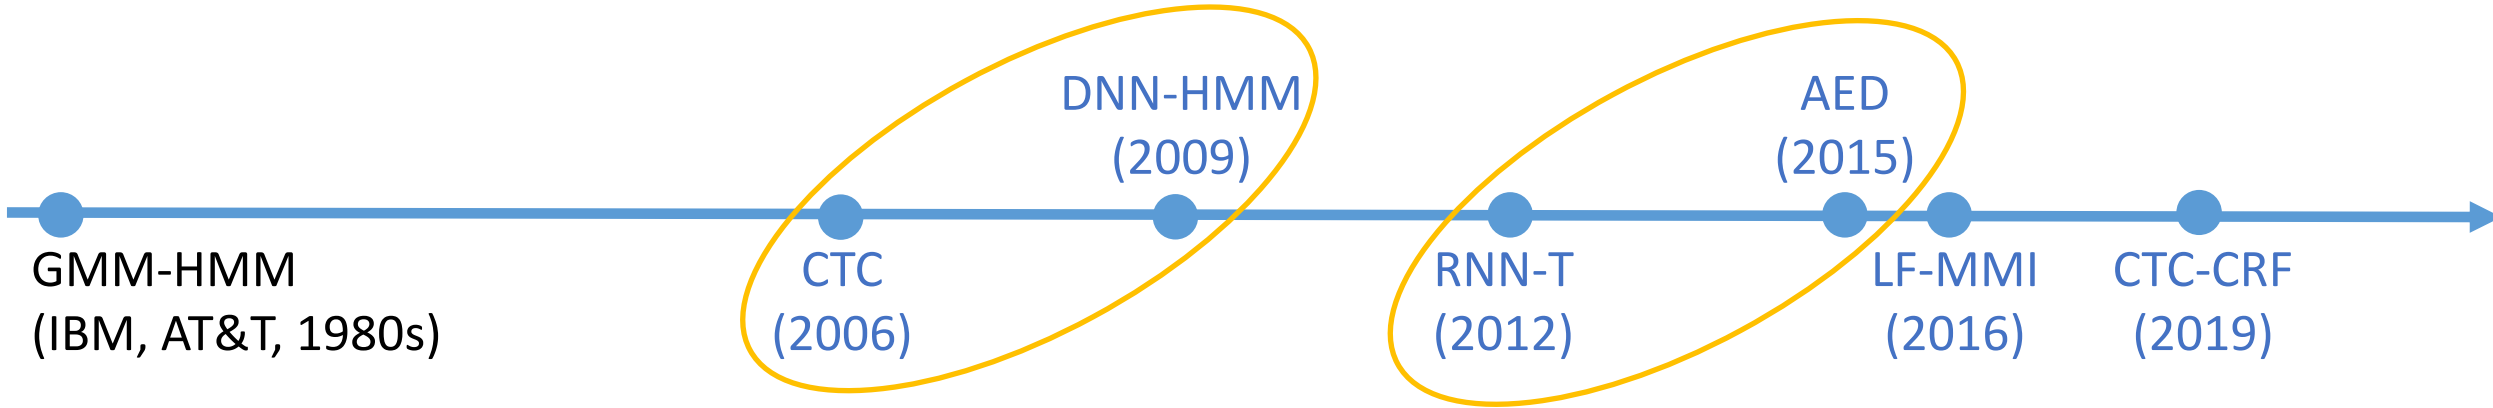 GMM-HMM
(IBM, AT&T, 1980s)
CTC
(2006)
DNN-HMM
(2009)
RNN-T
(2012)
AED
(2015)
LF-MMI
(2016)
CTC-CRF
(2019)